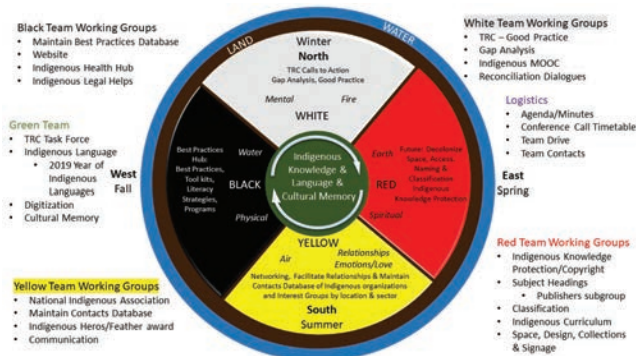 Black Team Working Groups
• Maintain Best Practices Database
• Website
• Indigenous Health Hub
• Indigenous Legal Helps
Green Team
• TRC Task Force
• Indigenous Language
• 2019 Year of
Indigenous
Languages
• Digitization
• Cultural Memory
West
Fall
Yellow Team Working Groups
• National Indigenous Association
• Maintain Contacts Database
• Indigenous Heros/Feather award
• Communication
LAND
WATER
Winter
North
TRC Calls to Action
Gap Analysis, Good Practice
Mental
Fire
WHITE
Best Practices
Hub
Best Practices,
Tool kits,
Literacy
Strategies,
Programs
Water
BLACK
Physical
Indigenous
Knowledge &
Language &
Cultural Memory
Earth
RED
Spiritual
Future: Decolonize
Space, Access,
Naming &
Classification
Indigenous
Knowledge Protection
YELLOW
Air
Relationships
Emotions/Love
Networking, Facilitate Relationships & Maintain
Contacts Database of Indigenous organizations
and Interest Groups by location & sector
South
Summer
White Team Working Groups
• TRC – Good Practice
• Gap Analysis
• Indigenous MOOC
• Reconciliation Dialogues
Logistics
• Agenda/Minutes
• Conference Call Timetable
• Team Drive
• Team Contacts
East
Spring
Red Team Working Groups
• Indigenous Knowledge
Protection/Copyright
• Subject Headings
• Publishers subgroup
• Classification
• Indigenous Curriculum
• Space, Design, Collections
& Signage